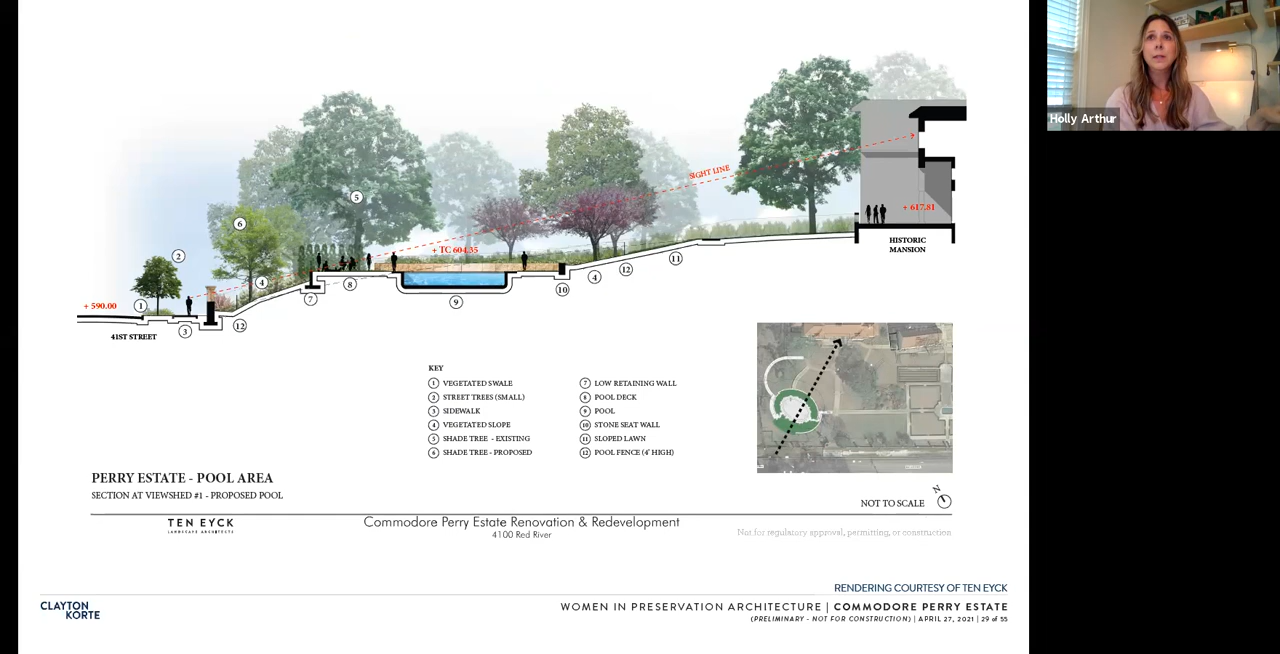 Holly Arthur
6
5
2
SIGHT LINE
+ 617.81
+ TC 604.35
HISTORIC
MANSION
4
12
11
+ 590.00
1
3
12
7
8
9
10
4
41ST STREET
KEY
1 VEGETATED SWALE
2 STREET TREES (SMALL)
3 SIDEWALK
4 VEGETATED SLOPE
5 SHADE TREE - EXISTING
6 SHADE TREE - PROPOSED
7 LOW RETAINING WALL
8 POOL DECK
9 POOL
10 STONE SEAT WALL
11 SLOPED LAWN
12 POOL FENCE (4' HIGH)
PERRY ESTATE - POOL AREA
SECTION AT VIEWSHED #1 - PROPOSED POOL
NOT TO SCALE
N
TEN EYCK
LANDSCAPE ARCHITECTS
Commodore Perry Estate Renovation & Redevelopment
4100 Red River
Not for regulatory approval, permitting, or construction
RENDERING COURTESY OF TEN EYCK
CLAYTON
KORTE
WOMEN IN PRESERVATION ARCHITECTURE | COMMODORE PERRY ESTATE
(PRELIMINARY - NOT FOR CONSTRUCTION) | APRIL 27, 2021 | 29 of 55